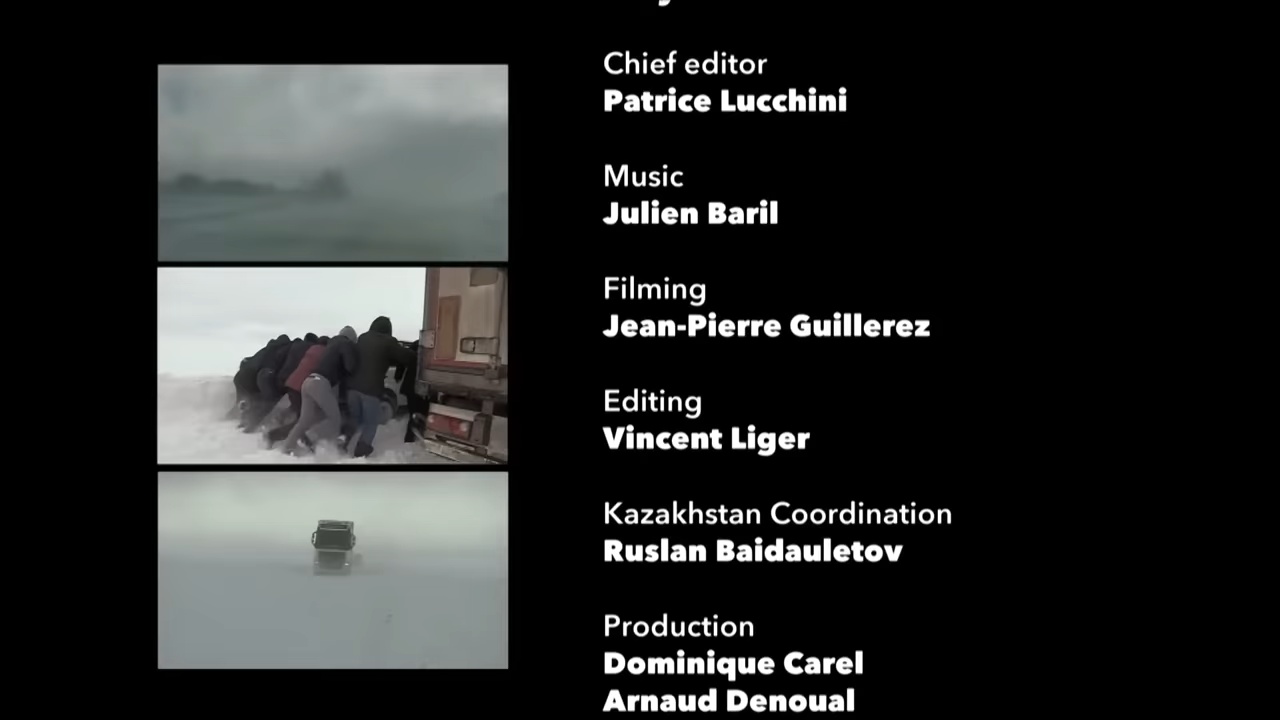 Chief editor
Patrice Lucchini
Music
Julien Baril
Filming
Jean-Pierre Guillerez
Editing
Vincent Liger
Kazakhstan Coordination
Ruslan Baidauletov
Production
Dominique Carel
Arnaud Denoual